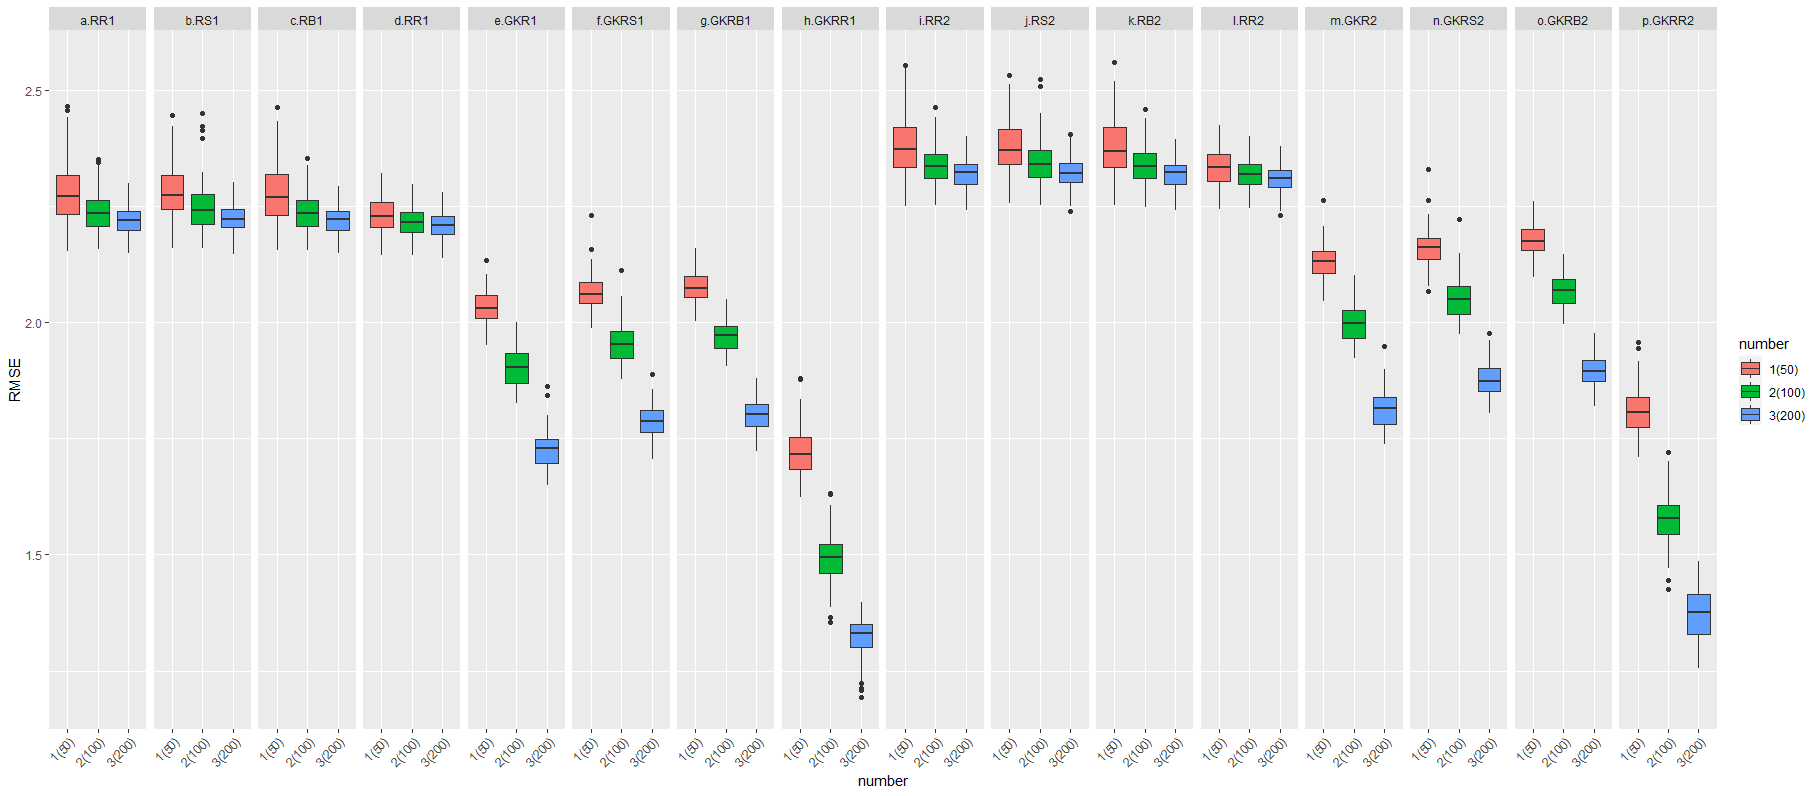 a.RR1 b.RS1 c.RB1 d.RR1 e.GKR1 f.GKRS1 g.GKRB1 h.GKRR1 i.RR2 j.RS2 k.RB2 l.RR2 m.GKR2 n.GKRS2 o.GKRB2 p.GKRR2
2.5
2.0
1.5
RMSE
1(50) 2(100) 3(200) 1(50) 2(100) 3(200) 1(50) 2(100) 3(200) 1(50) 2(100) 3(200) 1(50) 2(100) 3(200) 1(50) 2(100) 3(200) 1(50) 2(100) 3(200) 1(50) 2(100) 3(200) 1(50) 2(100) 3(200) 1(50) 2(100) 3(200) 1(50) 2(100) 3(200) 1(50) 2(100) 3(200) 1(50) 2(100) 3(200) 1(50) 2(100) 3(200) 1(50) 2(100) 3(200) 1(50) 2(100) 3(200)
number
number
1(50)
2(100)
3(200)